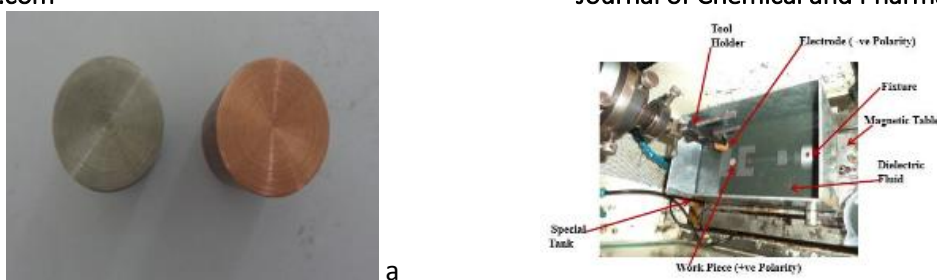 .com
Journal of Chemical and Pharma
Tool
Holder
Electrode ( -ve Polarity)
Fixture
Magnetic Table
Dielectric
Fluid
Special
Tank
Work Piece (+ve Polarity)
a